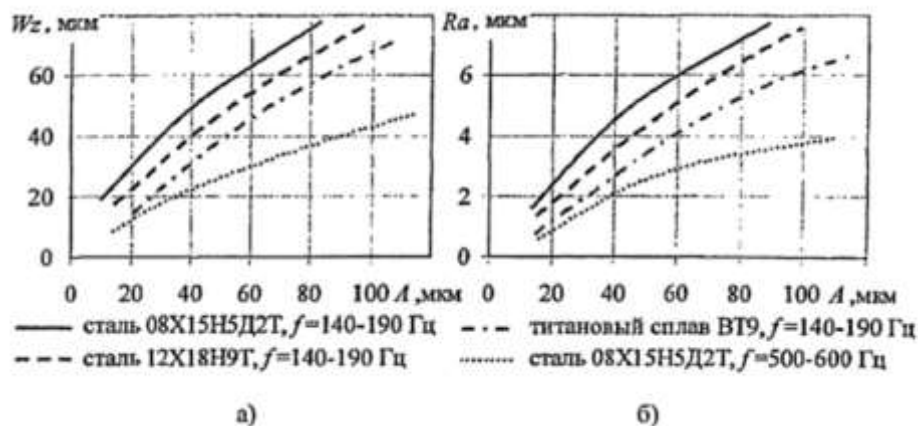 Wz, мкм
60
40
20
0
0 20 40 60 80 100 A, мкм
Ra, мкм
6
4
2
0
0 20 40 60 80 100 A, мкм
сталь 08Х15Н5Д2Т, f=140-190 Гц
титановый сплав ВТ9, f=140-190 Гц
сталь 12Х18Н9Т, f=140-190 Гц
сталь 08Х15Н5Д2Т, f=500-600 Гц
а)
б)